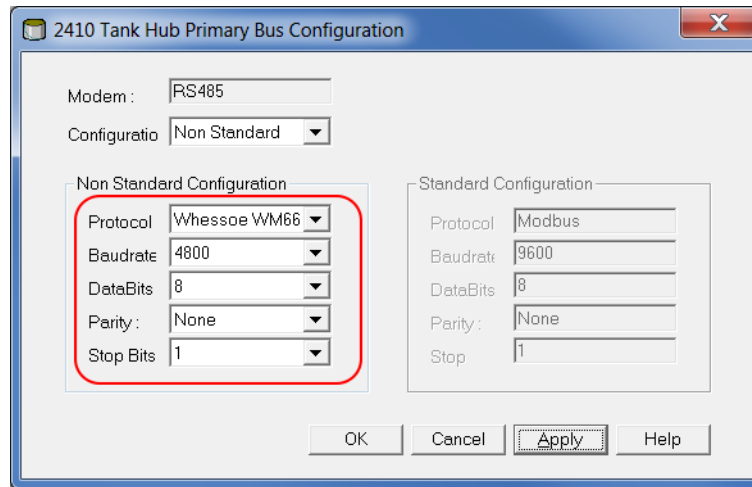 2410 Tank Hub Primary Bus Configuration
X
Modem :
RS485
Configuratio
Non Standard
Non Standard Configuration
Protocol
Whessoe WM66
Baudrate
4800
DataBits
8
Parity :
None
Stop Bits
1
Standard Configuration
Protocol
Modbus
Baudrate
9600
DataBits
8
Parity :
None
Stop
1
OK
Cancel
Apply
Help